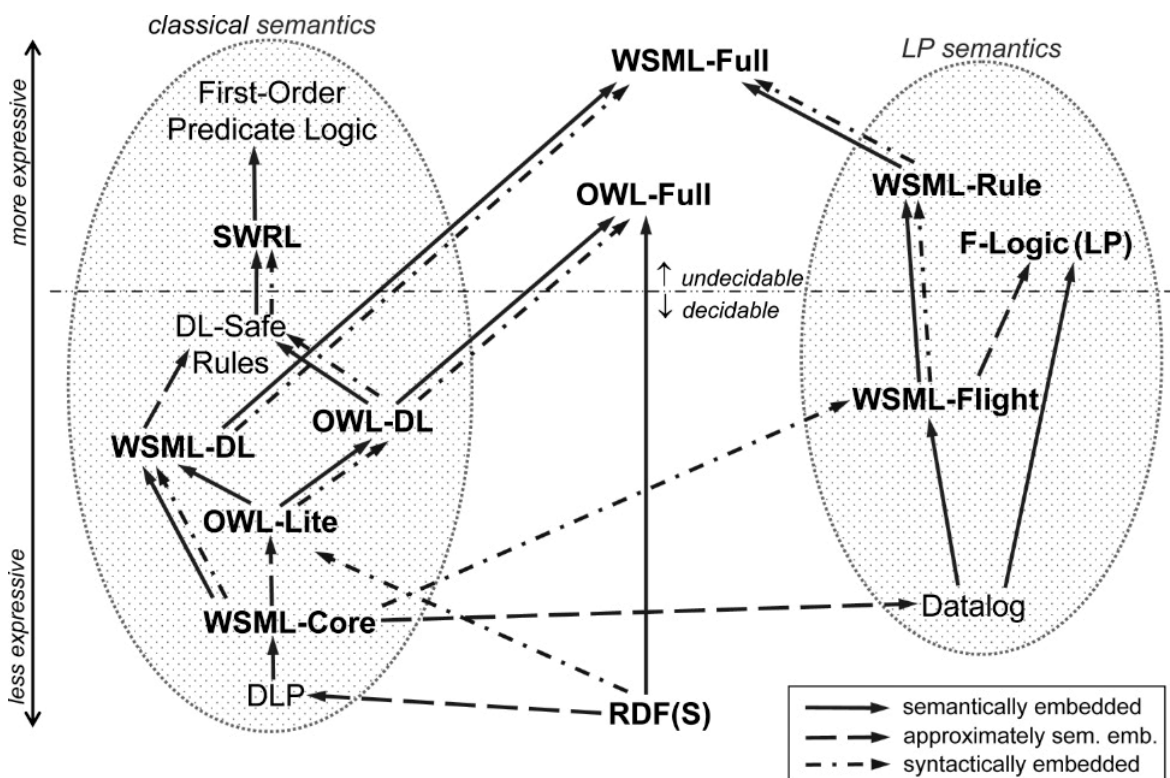 classical semantics
more expressive
less expressive
LP semantics
WSML-Full
First-Order
Predicate Logic
WSML-Rule
OWL-Full
SWRL
F-Logic (LP)
↑ undecidable
↓ decidable
DL-Safe
Rules
WSML-Flight
OWL-DL
WSML-DL
OWL-Lite
WSML-Core
Datalog
DLP
RDF(S)
semantically embedded
approximately sem. emb.
syntactically embedded